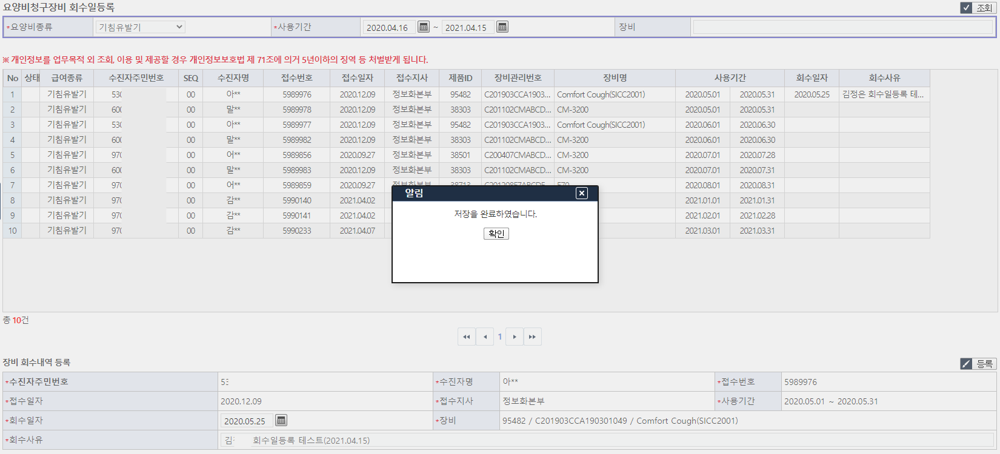 요양비청구장비 회수일등록
조회
*요양비종류 기침유발기 *사용기간 2020.04.16 ~ 2021.04.15 장비
※ 개인정보를 업무목적 외 조회, 이용 및 제공할 경우 개인정보보호법 제 71조에 의거 5년이하의 징역 등 처벌받게 됩니다.
No 상태 급여종류 수진자주민번호 SEQ 수진자명 접수번호 접수일자 접수지사 제품ID 장비관리번호 장비명 사용기간 회수일자 회수사유
1 기침유발기 530 00 아** 5989976 2020.12.09 정보화본부 95482 C201903CCA1903... Comfort Cough(SICC2001) 2020.05.01 2020.05.31 2020.05.25 김정은 회수일등록 테...
2 기침유발기 600 00 말** 5989978 2020.12.09 정보화본부 38303 C201102CMABCD... CM-3200 2020.05.01 2020.05.31
3 기침유발기 530 00 아** 5989977 2020.12.09 정보화본부 95482 C201903CCA1903... Comfort Cough(SICC2001) 2020.06.01 2020.06.30
4 기침유발기 600 00 말** 5989982 2020.12.09 정보화본부 38303 C201102CMABCD... CM-3200 2020.06.01 2020.06.30
5 기침유발기 970 00 어** 5989856 2020.09.27 정보화본부 38501 C200407CMABCD... CM-3200 2020.07.01 2020.07.28
6 기침유발기 600 00 말** 5989983 2020.12.09 정보화본부 38303 C201102CMABCD... CM-3200 2020.07.01 2020.07.31
7 기침유발기 970 00 어** 5989859 2020.09.27 정보화본부 2020.08.01 2020.08.31
8 기침유발기 970 00 감** 5990140 2021.04.02 2021.01.01 2021.01.31
9 기침유발기 970 00 감** 5990141 2021.04.02 2021.02.01 2021.02.28
10 기침유발기 970 00 감** 5990233 2021.04.07 2021.03.01 2021.03.31
알림
저장을 완료하였습니다.
확인
총 10건
1
장비 회수내역 등록
등록
*수진자주민번호 53 *수진자명 아** *접수번호 5989976
*접수일자 2020.12.09 *접수지사 정보화본부 *사용기간 2020.05.01 ~ 2020.05.31
*회수일자 2020.05.25 *장비 95482 / C201903CCA190301049 / Comfort Cough(SICC2001)
*회수사유 김 회수일등록 테스트(2021.04.15)